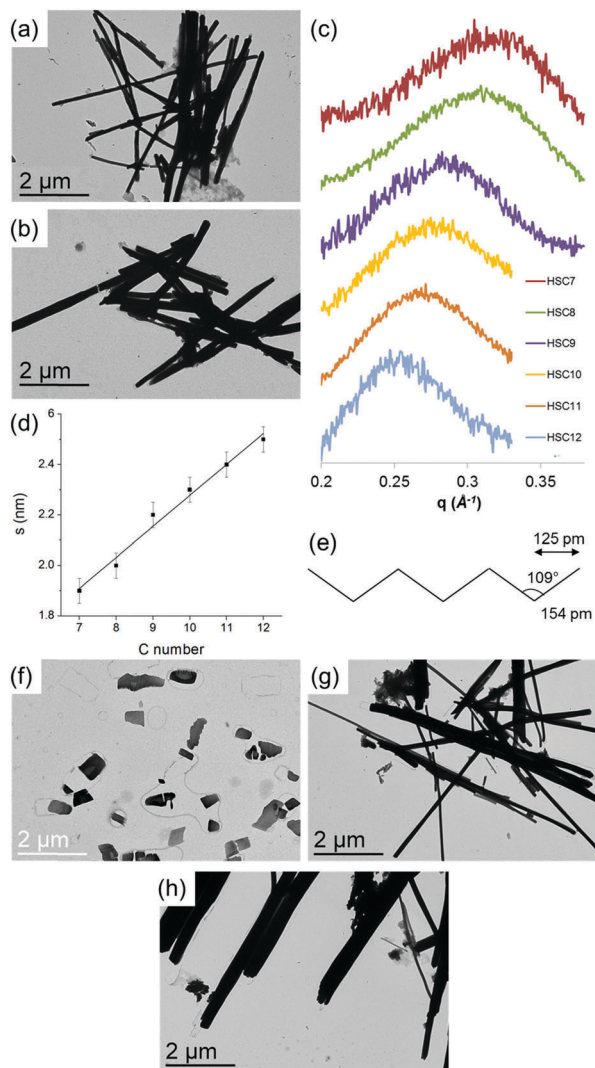 (a)
2 µm
(b)
2 µm
(c)
HSC7
HSC8
HSC9
HSC10
HSC11
HSC12
0.2 0.25 0.3 0.35
q (Å⁻¹)
(d)
2.6
2.4
2.2
2.0
1.8
s (nm)
7 8 9 10 11 12
C number
(e)
125 pm
109°
154 pm
(f)
2 µm
(g)
2 µm
(h)
2 µm